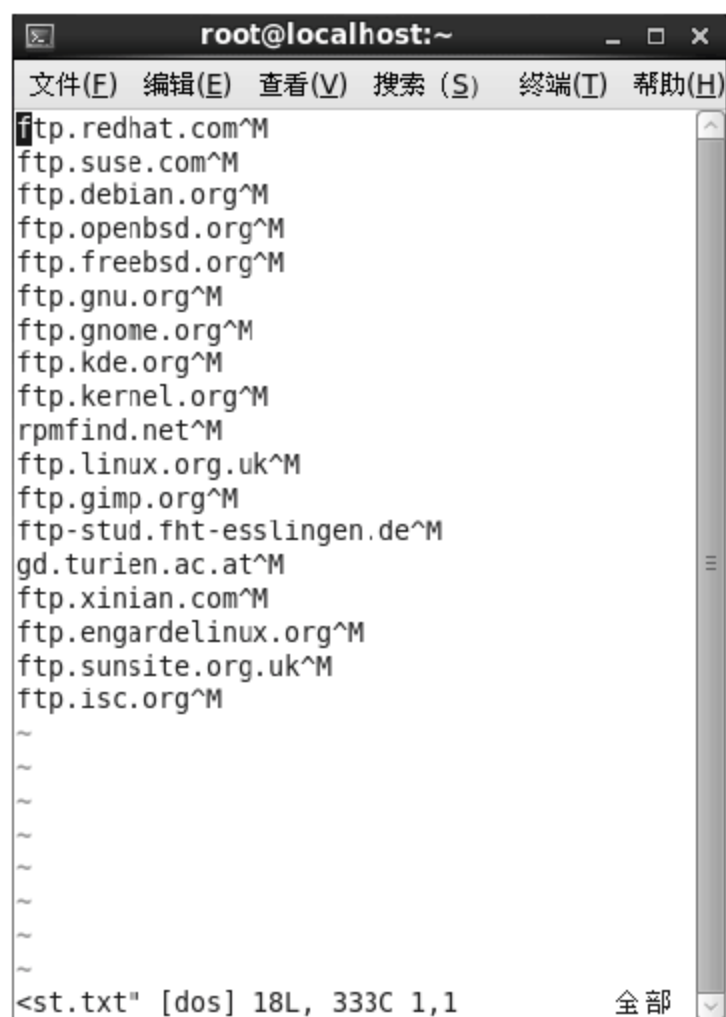 root@localhost:~
文件(F) 编辑(E) 查看(V) 搜索 (S) 终端(T) 帮助(H)
ftp.redhat.com^M
ftp.suse.com^M
ftp.debian.org^M
ftp.openbsd.org^M
ftp.freebsd.org^M
ftp.gnu.org^M
ftp.gnome.org^M
ftp.kde.org^M
ftp.kernel.org^M
rpmfind.net^M
ftp.linux.org.uk^M
ftp.gimp.org^M
ftp-stud.fht-esslingen.de^M
gd.turien.ac.at^M
ftp.xinian.com^M
ftp.engardelinux.org^M
ftp.sunsite.org.uk^M
ftp.isc.org^M
~
~
~
~
~
~
~
~
<st.txt" [dos] 18L, 333C 1,1 全部